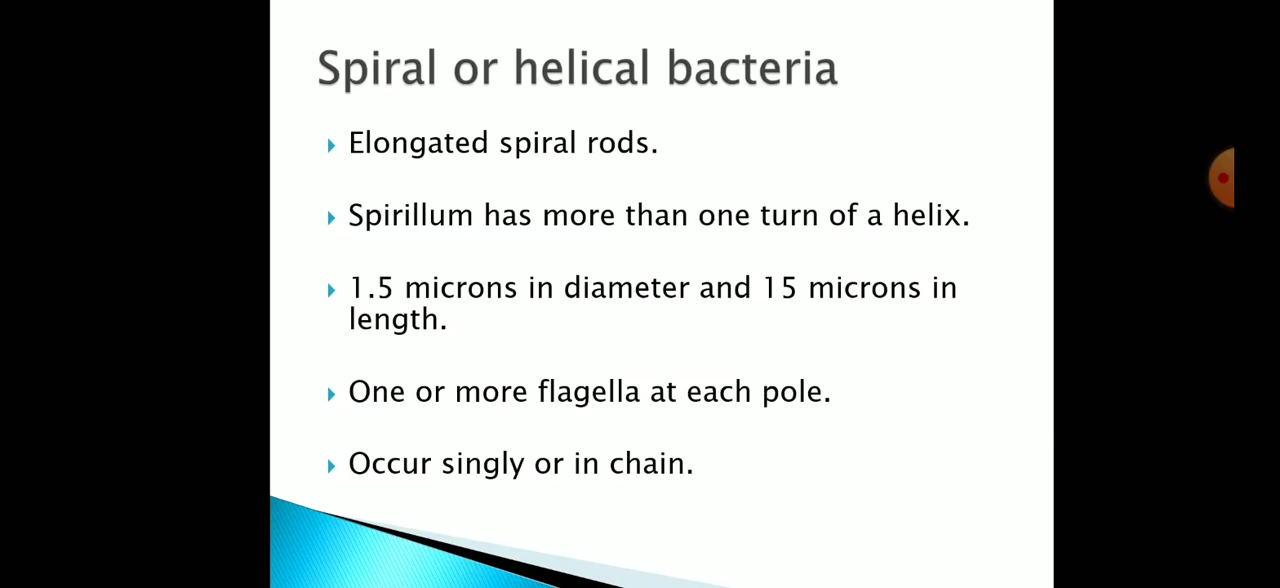 Spiral or helical bacteria
Elongated spiral rods.
Spirillum has more than one turn of a helix.
1.5 microns in diameter and 15 microns in
length.
One or more flagella at each pole.
Occur singly or in chain.